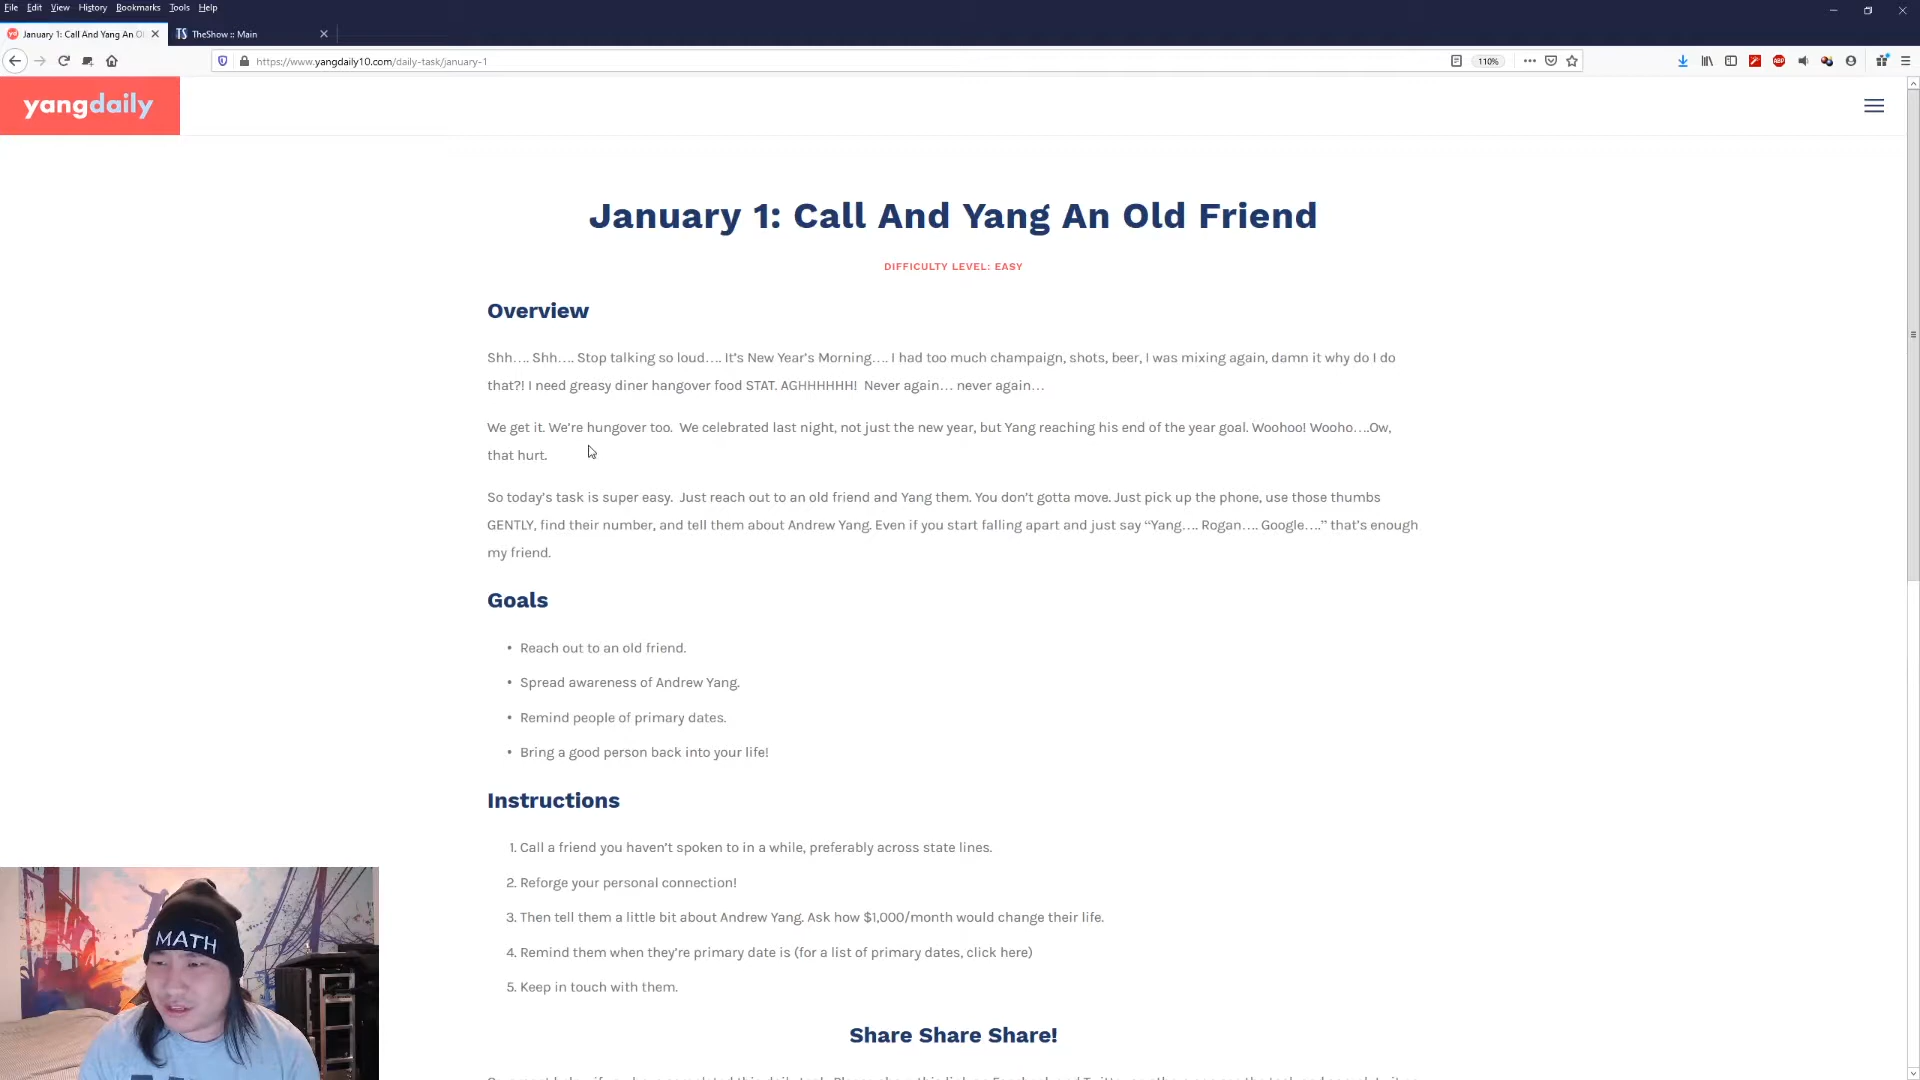 File Edit View History Bookmarks Tools Help
January 1: Call And Yang An Ol
TS TheShow :: Main
https://www.yangdaily10.com/daily-task/january-1
110%
ABP
yangdaily
January 1: Call And Yang An Old Friend
DIFFICULTY LEVEL: EASY
Overview
Shh.... Shh.... Stop talking so loud.... It's New Year's Morning.... I had too much champaign, shots, beer, I was mixing again, damn it why do I do
that?! I need greasy diner hangover food STAT. AGHHHHHH!  Never again... never again...
We get it. We're hungover too.  We celebrated last night, not just the new year, but Yang reaching his end of the year goal. Woohoo! Wooho....Ow,
that hurt.
So today's task is super easy.  Just reach out to an old friend and Yang them. You don't gotta move. Just pick up the phone, use those thumbs
GENTLY, find their number, and tell them about Andrew Yang. Even if you start falling apart and just say “Yang.... Rogan.... Google....” that's enough
my friend.
Goals
• Reach out to an old friend.
• Spread awareness of Andrew Yang.
• Remind people of primary dates.
• Bring a good person back into your life!
Instructions
1. Call a friend you haven't spoken to in a while, preferably across state lines.
2. Reforge your personal connection!
3. Then tell them a little bit about Andrew Yang. Ask how $1,000/month would change their life.
4. Remind them when they're primary date is (for a list of primary dates, click here)
5. Keep in touch with them.
MATH
Share Share Share!